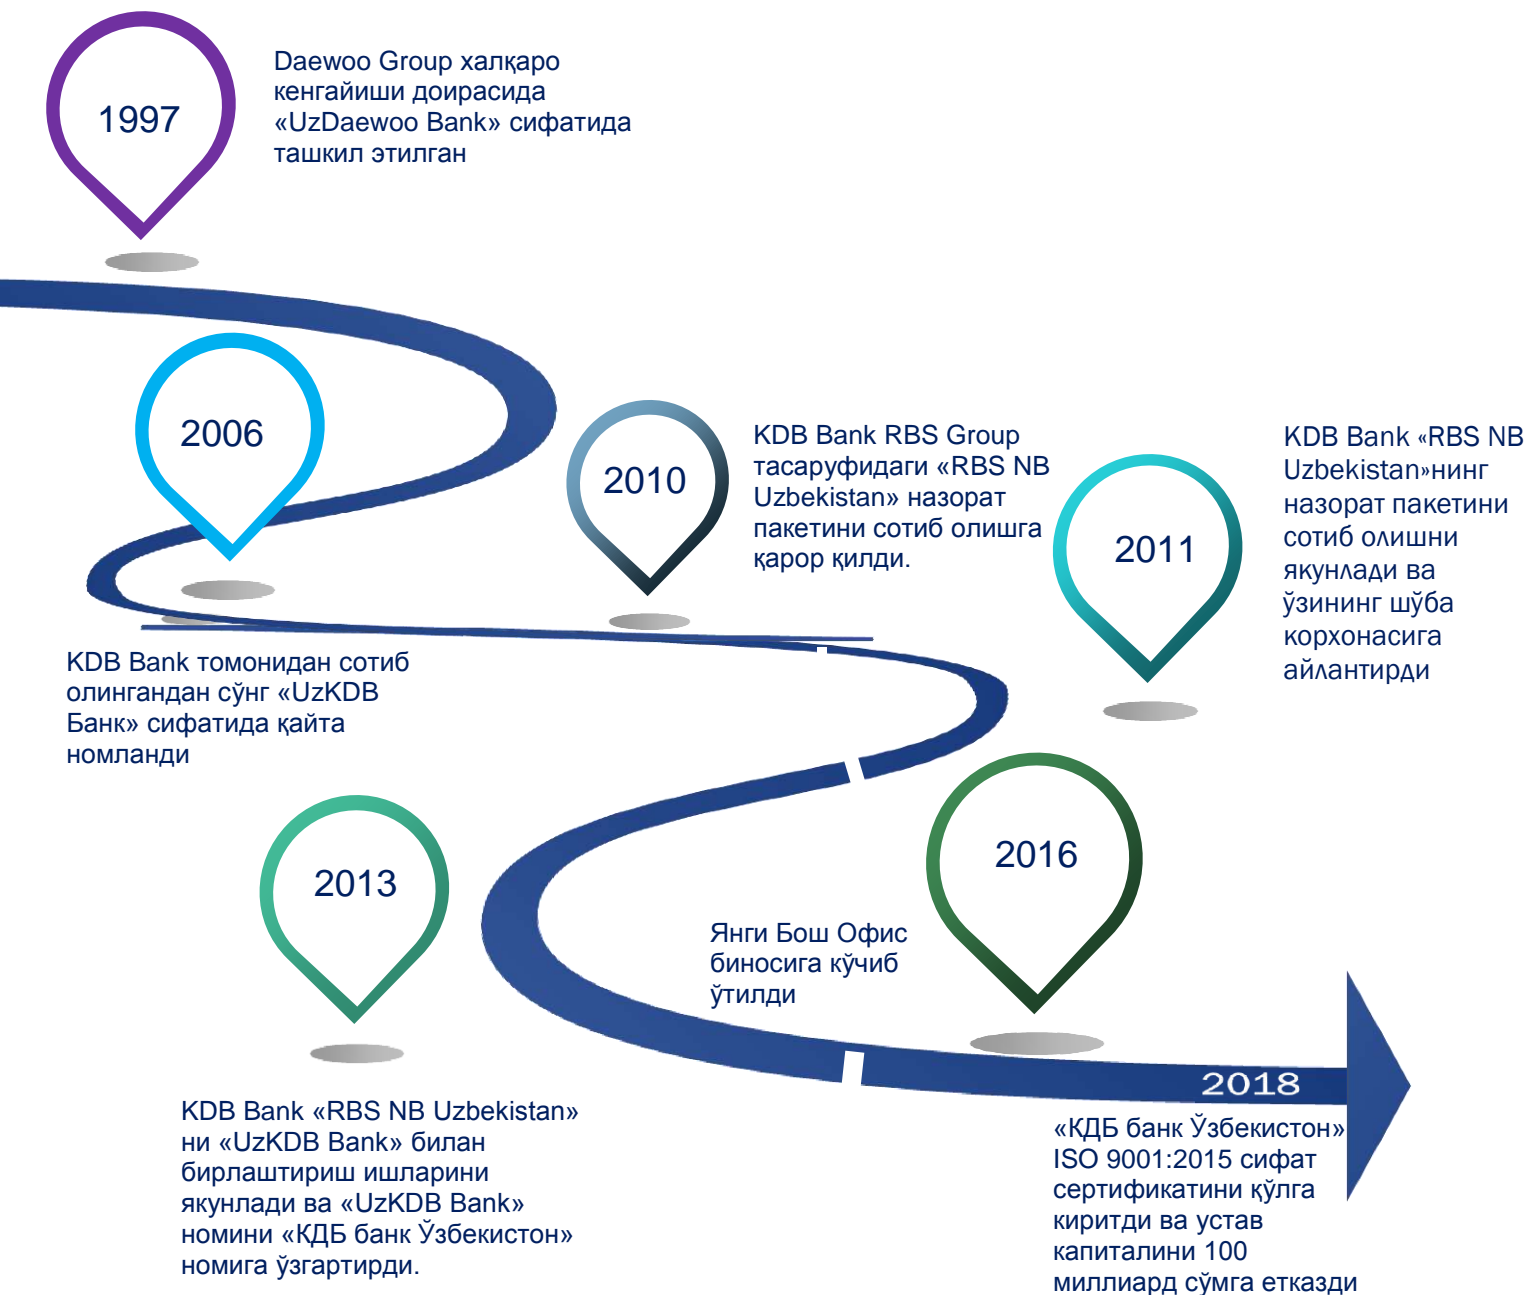 1997
Daewoo Group халқаро
кенгайиши доирасида
«UzDaewoo Bank» сифатида
ташкил этилган
2006
KDB Bank томонидан сотиб
олингандан сўнг «UzKDB
Банк» сифатида қайта
номланди
2010
KDB Bank RBS Group
тасаруфидаги «RBS NB
Uzbekistan» назорат
пакетини сотиб олишга
қарор қилди.
2011
KDB Bank «RBS NB
Uzbekistan»нинг
назорат пакетини
сотиб олишни
якунлади ва
ўзининг шўба
корхонасига
айлантирди
2013
KDB Bank «RBS NB Uzbekistan»
ни «UzKDB Bank» билан
бирлаштириш ишларини
якунлади ва «UzKDB Bank»
номини «КДБ банк Ўзбекистон»
номига ўзгартирди.
2016
Янги Бош Офис
биносига кўчиб
ўтилди
2018
«КДБ банк Ўзбекистон»
ISO 9001:2015 сифат
сертификатини қўлга
киритди ва устав
капиталини 100
миллиард сўмга етказди